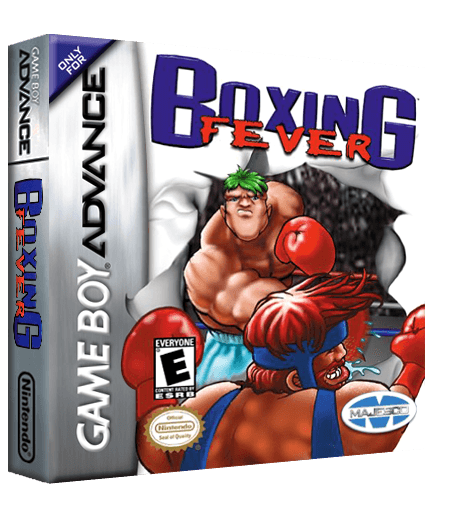 GAME BOY
ADVANCE
BOXING
FEVER
Nintendo®
ONLY
FOR
GAME BOY® ADVANCE
BOXING
FEVER
EVERYONE
E
CONTENT RATED BY
ESRB
Official
Nintendo
Seal of Quality
MAJESCO